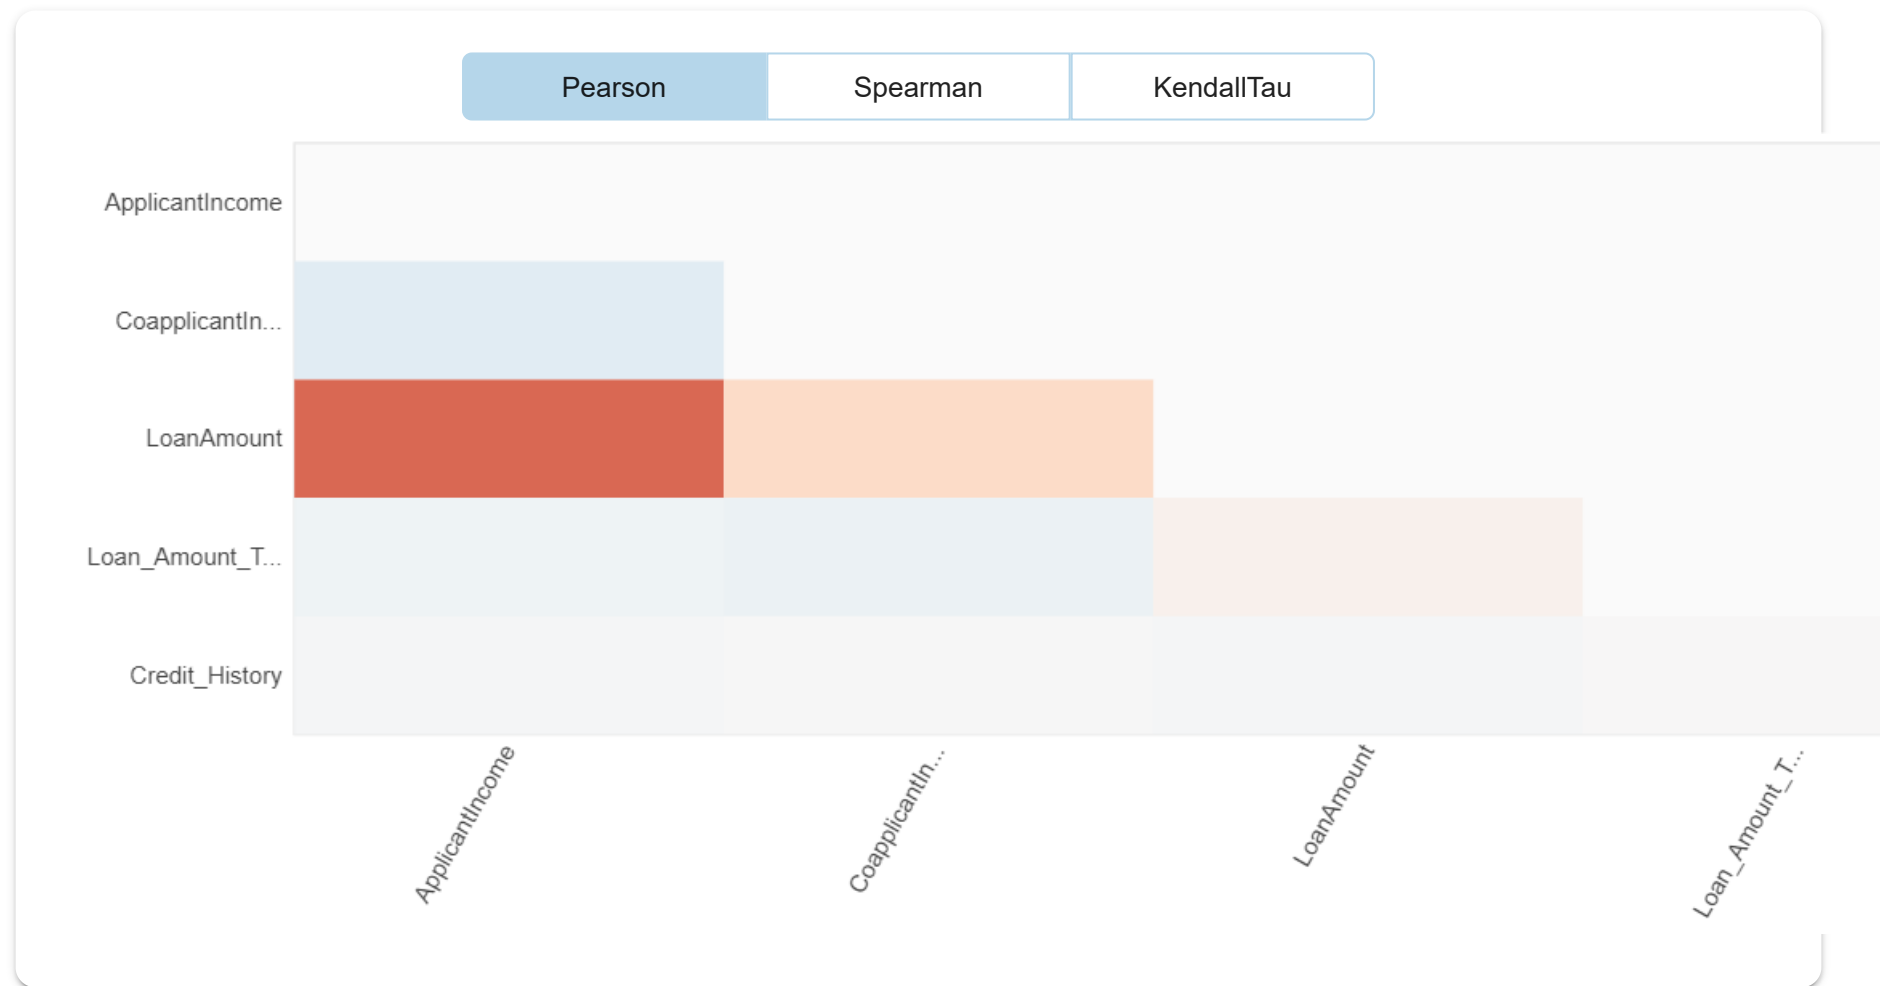 Pearson Spearman KendallTau
ApplicantIncome
CoapplicantIn...
LoanAmount
Loan_Amount_T...
Credit_History
ApplicantIncome
CoapplicantIn...
LoanAmount
Loan_Amount_T...